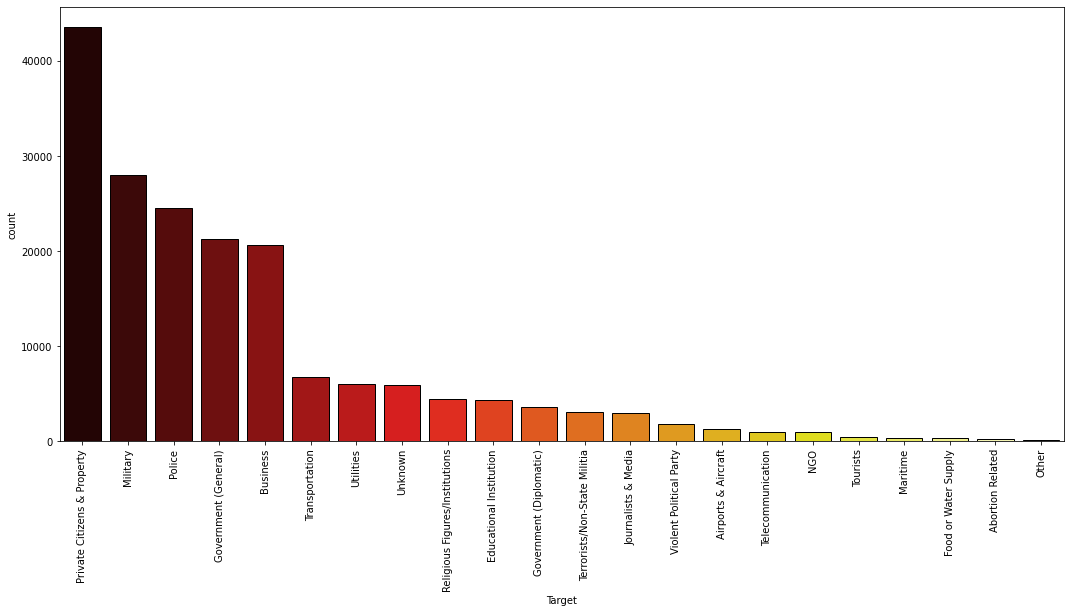 40000
30000
20000
10000
0
count
Private Citizens & Property
Military
Police
Government (General)
Business
Transportation
Utilities
Unknown
Religious Figures/Institutions
Educational Institution
Government (Diplomatic)
Terrorists/Non-State Militia
Journalists & Media
Violent Political Party
Airports & Aircraft
Telecommunication
NGO
Tourists
Maritime
Food or Water Supply
Abortion Related
Other
Target